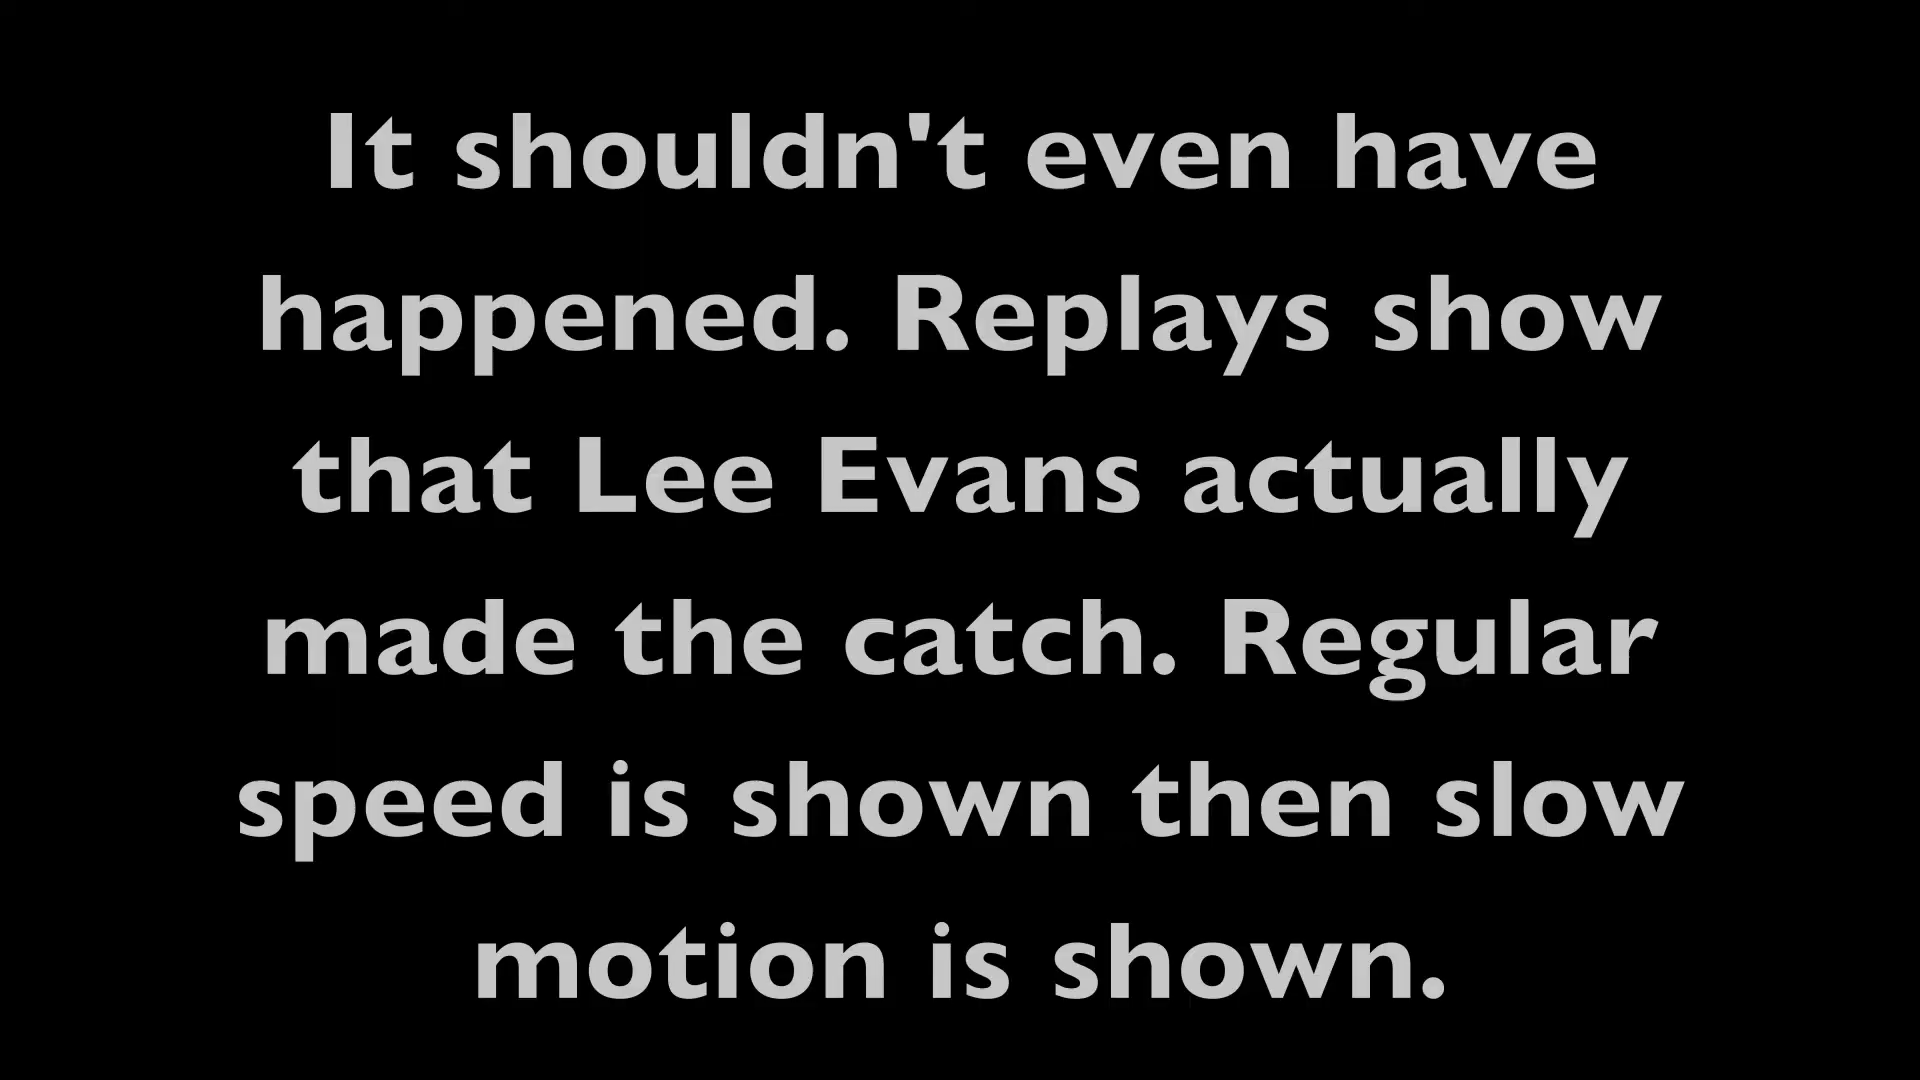 It shouldn't even have
happened. Replays show
that Lee Evans actually
made the catch. Regular
speed is shown then slow
motion is shown.